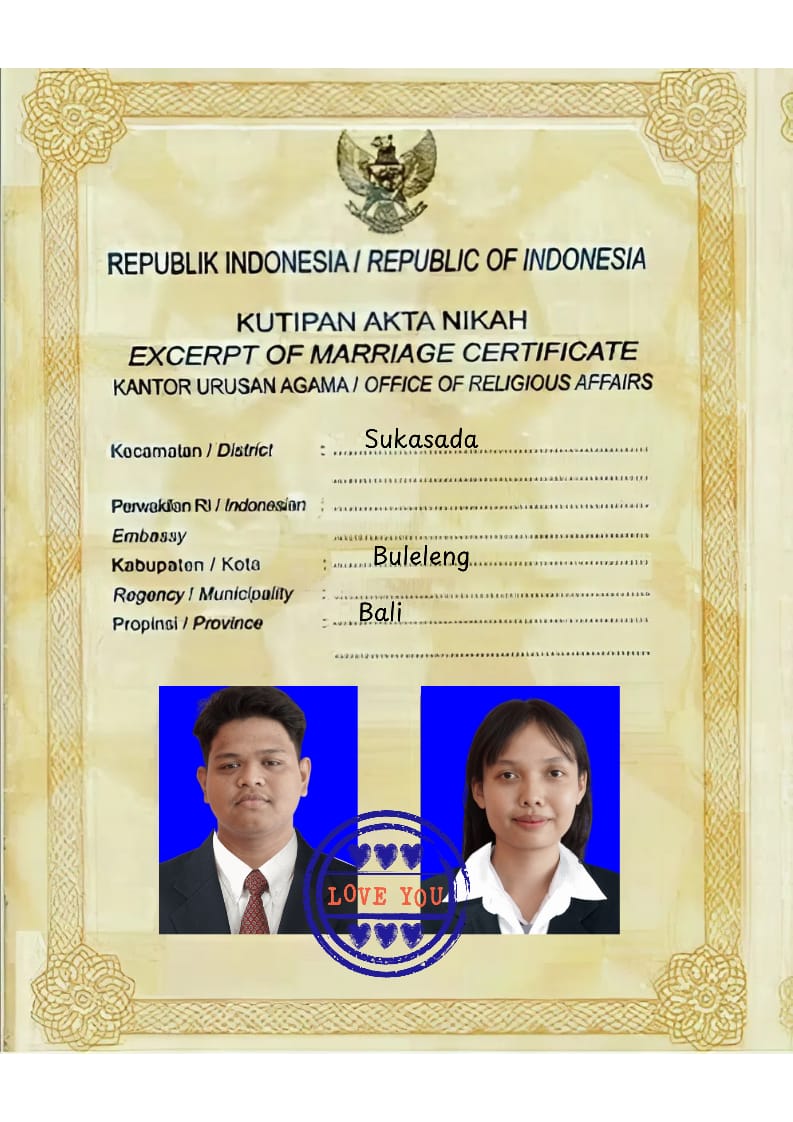 REPUBLIK INDONESIA / REPUBLIC OF INDONESIA
KUTIPAN AKTA NIKAH
EXCERPT OF MARRIAGE CERTIFICATE
KANTOR URUSAN AGAMA / OFFICE OF RELIGIOUS AFFAIRS
Kecamatan / District : Sukasada
Perwakilan RI / Indonesian :
Embassy
Kabupaten / Kota : Buleleng
Regency / Municipality :
Propinsi / Province : Bali
LOVE YOU